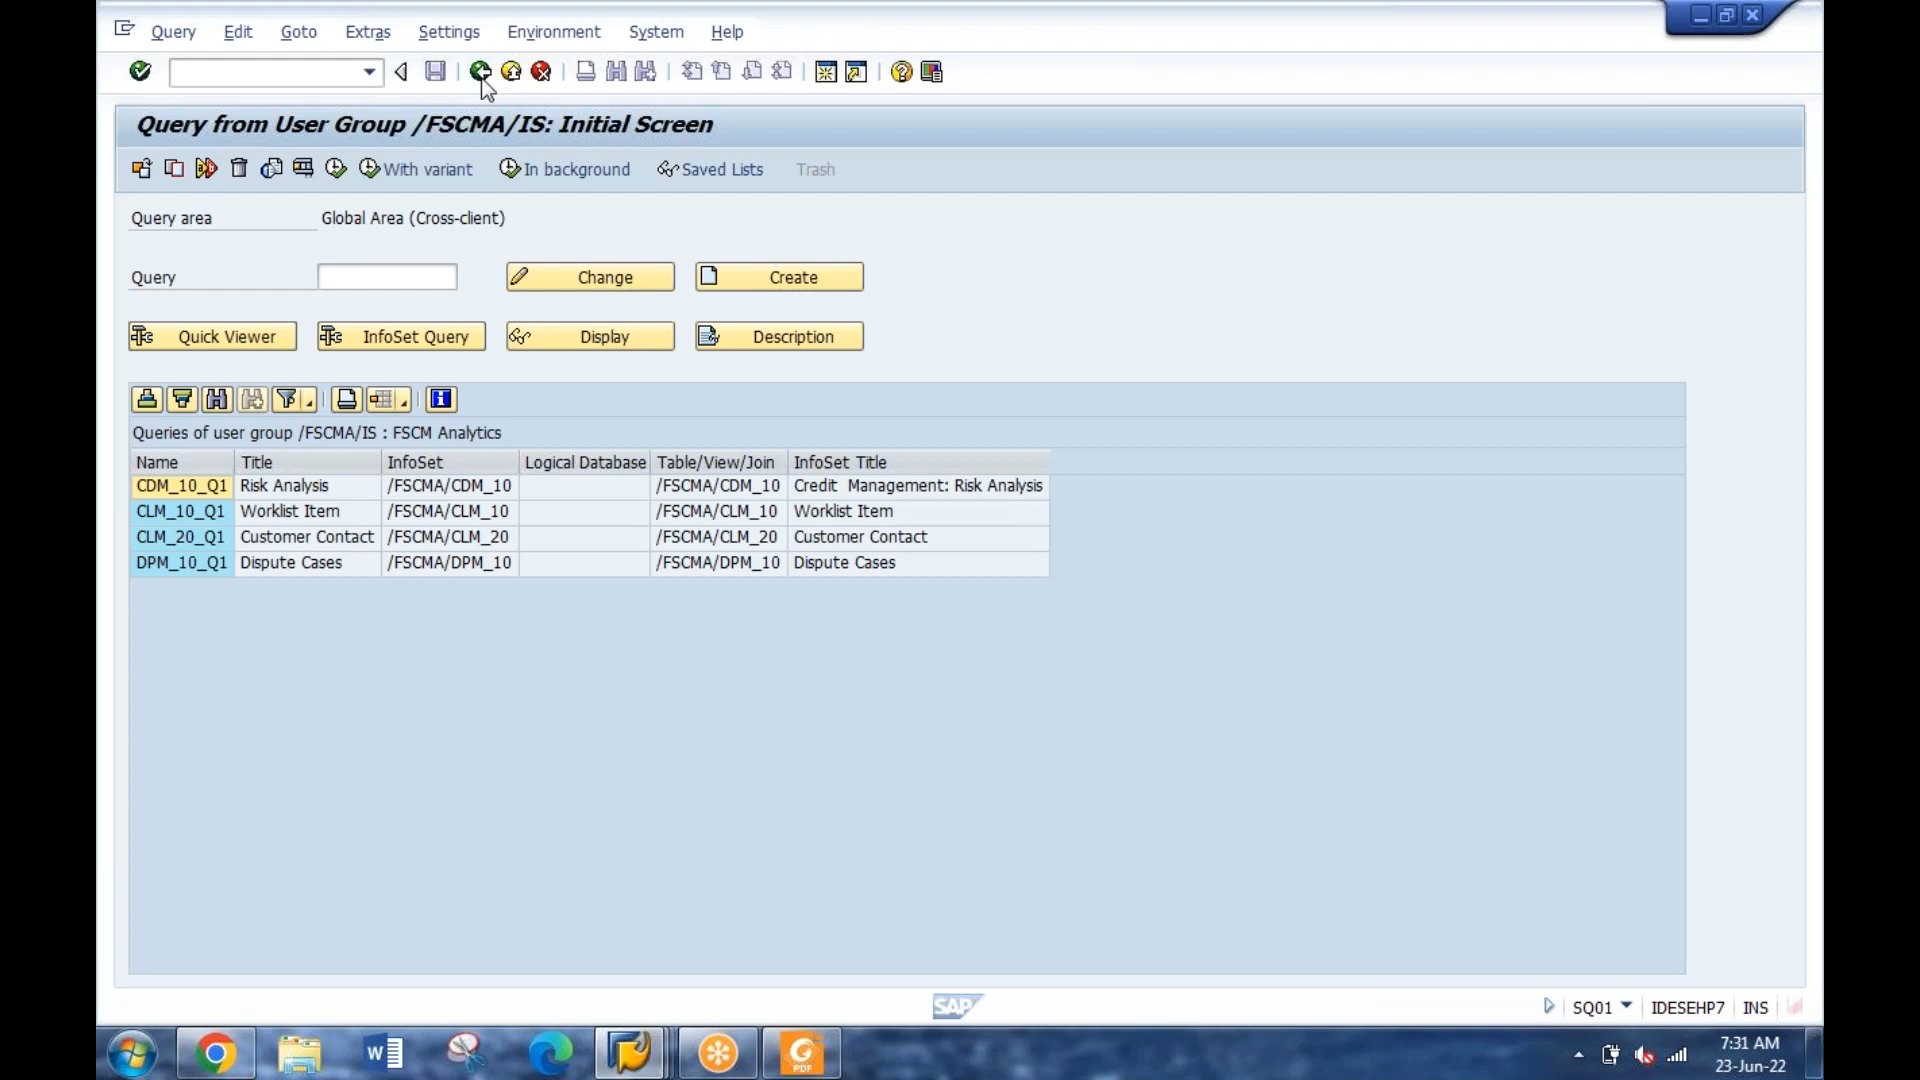 Query Edit Goto Extras Settings Environment System Help
Query from User Group /FSCMA/IS: Initial Screen
With variant In background Saved Lists Trash
Query area Global Area (Cross-client)
Query Change Create
Quick Viewer InfoSet Query Display Description
Queries of user group /FSCMA/IS : FSCM Analytics
Name Title InfoSet Logical Database Table/View/Join InfoSet Title
CDM_10_Q1 Risk Analysis /FSCMA/CDM_10 /FSCMA/CDM_10 Credit Management: Risk Analysis
CLM_10_Q1 Worklist Item /FSCMA/CLM_10 /FSCMA/CLM_10 Worklist Item
CLM_20_Q1 Customer Contact /FSCMA/CLM_20 /FSCMA/CLM_20 Customer Contact
DPM_10_Q1 Dispute Cases /FSCMA/DPM_10 /FSCMA/DPM_10 Dispute Cases
SAP SQ01 IDESEHP7 INS
W PDF 7:31 AM
23-Jun-22